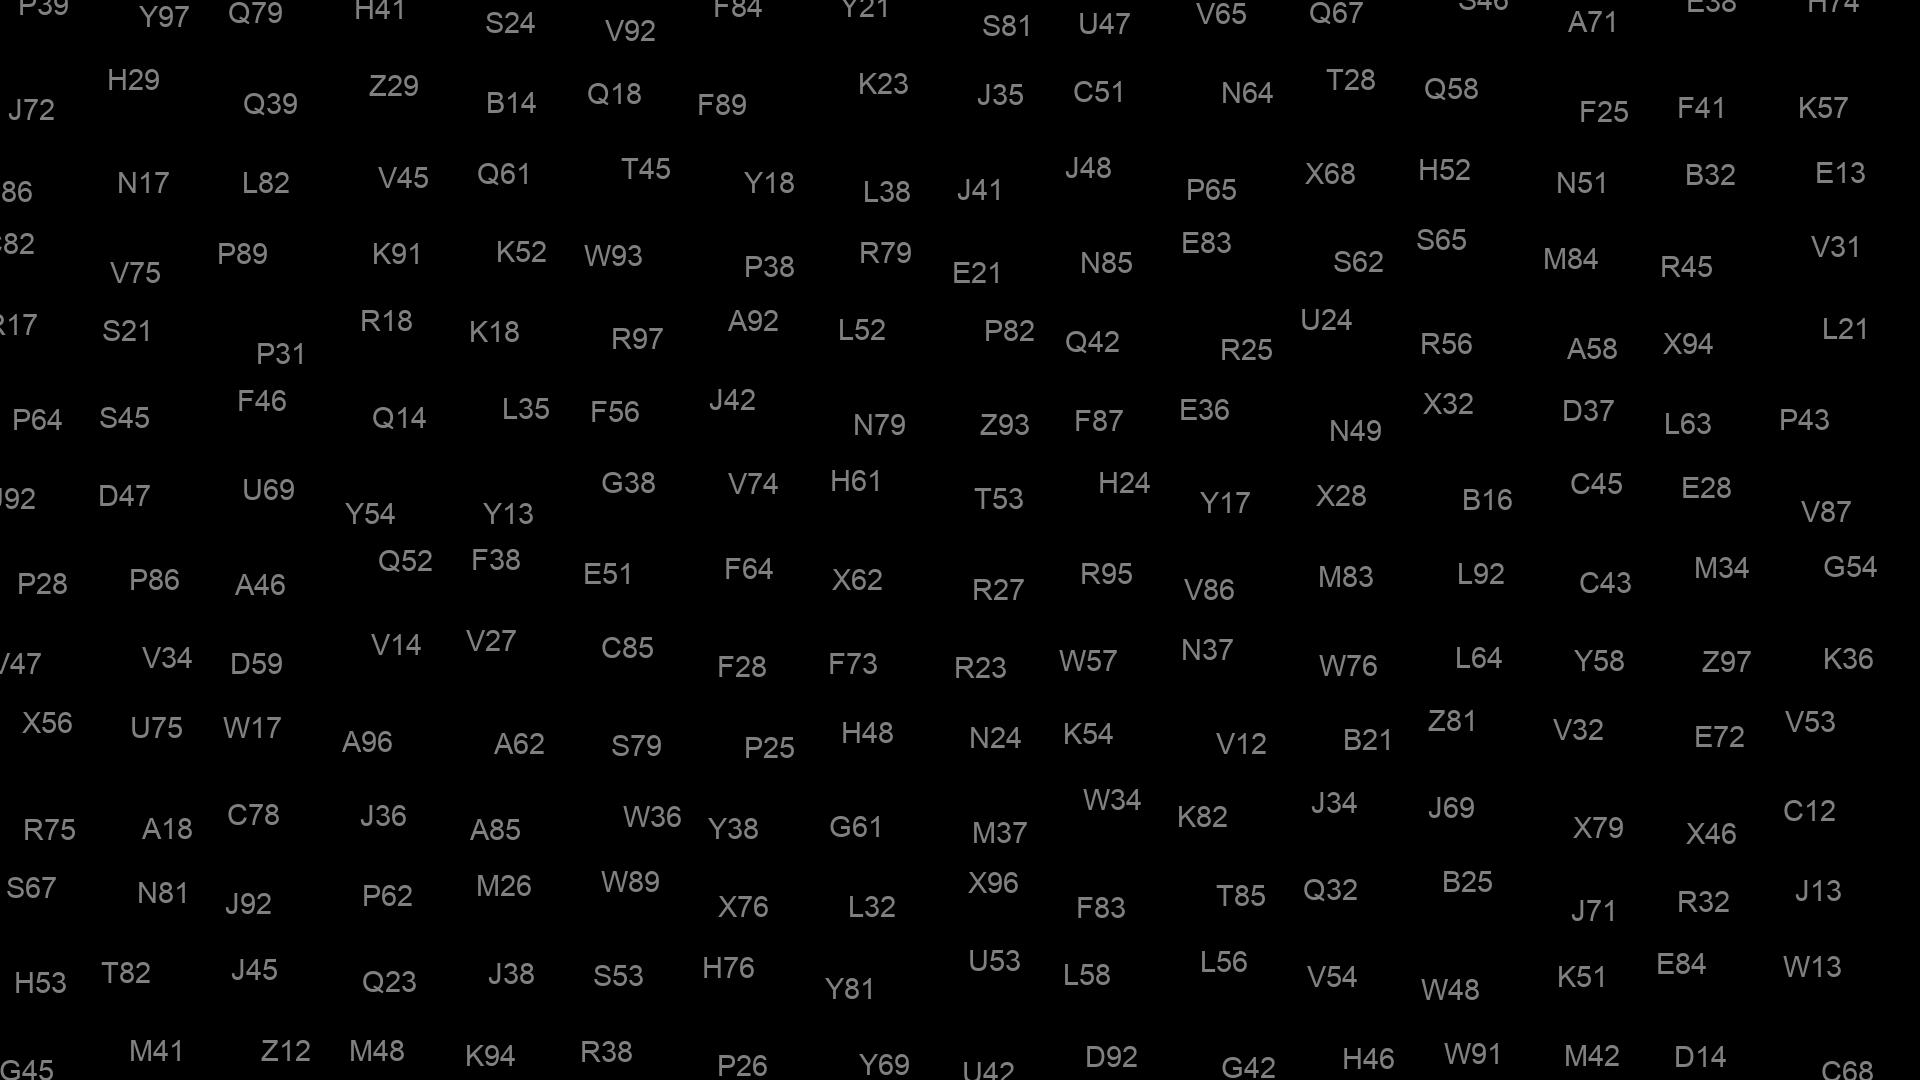 P39 Y97 Q79 H41 S24 V92 F84 Y21 S81 U47 V65 Q67 S46 A71 E38 H74
J72 H29 Q39 Z29 B14 Q18 F89 K23 J35 C51 N64 T28 Q58 F25 F41 K57
86 N17 L82 V45 Q61 T45 Y18 L38 J41 J48 P65 X68 H52 N51 B32 E13
82 V75 P89 K91 K52 W93 P38 R79 E21 N85 E83 S62 S65 M84 R45 V31
R17 S21 P31 R18 K18 R97 A92 L52 P82 Q42 R25 U24 R56 A58 X94 L21
P64 S45 F46 Q14 L35 F56 J42 N79 Z93 F87 E36 N49 X32 D37 L63 P43
92 D47 U69 Y54 Y13 G38 V74 H61 T53 H24 Y17 X28 B16 C45 E28 V87
P28 P86 A46 Q52 F38 E51 F64 X62 R27 R95 V86 M83 L92 C43 M34 G54
V47 V34 D59 V14 V27 C85 F28 F73 R23 W57 N37 W76 L64 Y58 Z97 K36
X56 U75 W17 A96 A62 S79 P25 H48 N24 K54 V12 B21 Z81 V32 E72 V53
R75 A18 C78 J36 A85 W36 Y38 G61 M37 W34 K82 J34 J69 X79 X46 C12
S67 N81 J92 P62 M26 W89 X76 L32 X96 F83 T85 Q32 B25 J71 R32 J13
H53 T82 J45 Q23 J38 S53 H76 Y81 U53 L58 L56 V54 W48 K51 E84 W13
G45 M41 Z12 M48 K94 R38 P26 Y69 U42 D92 G42 H46 W91 M42 D14 C68